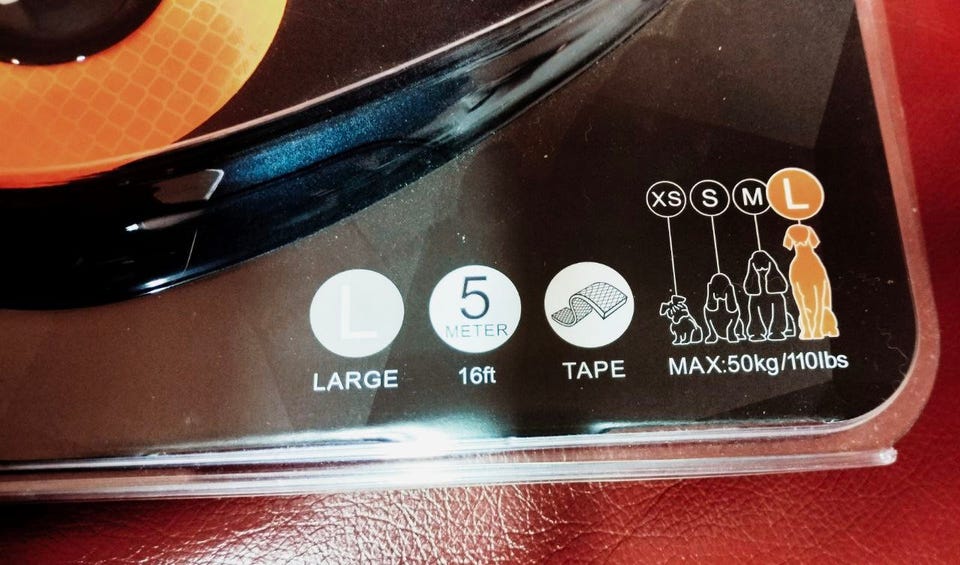 XS S M L
L 5
METER
LARGE 16ft TAPE MAX:50kg/110lbs